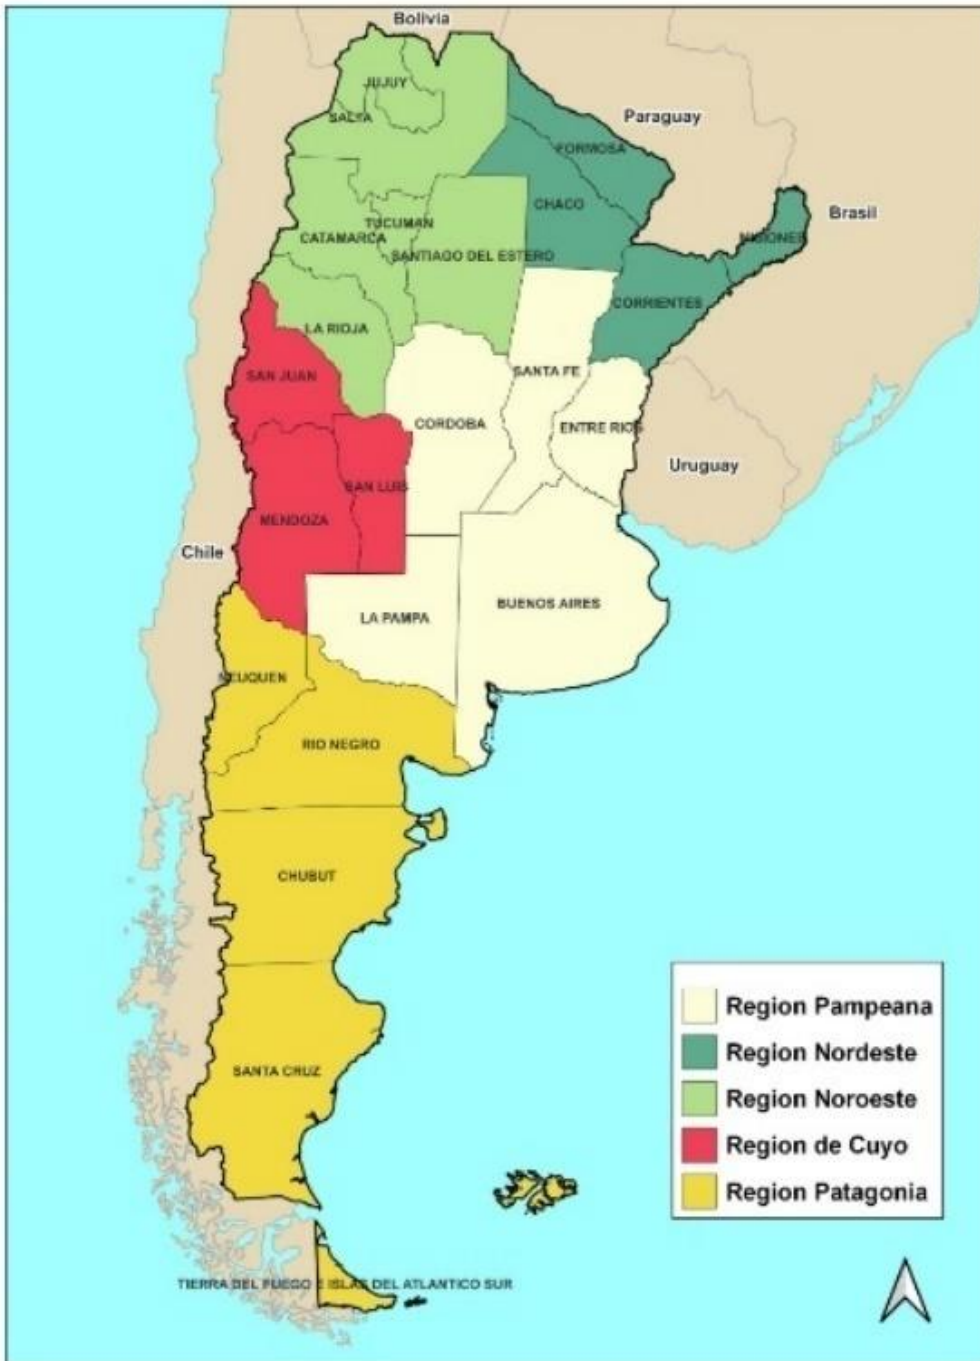 Bolivia
JUJUY
SALTA
Paraguay
FORMOSA
CHACO
Brasil
MISIONES
TUCUMAN
CATAMARCA
SANTIAGO DEL ESTERO
CORRIENTES
LA RIOJA
SANTA FE
SAN JUAN
CORDOBA
ENTRE RIOS
Uruguay
SAN LUIS
MENDOZA
Chile
BUENOS AIRES
LA PAMPA
NEUQUEN
RIO NEGRO
CHUBUT
SANTA CRUZ
TIERRA DEL FUEGO E ISLAS DEL ATLANTICO SUR
Region Pampeana
Region Nordeste
Region Noroeste
Region de Cuyo
Region Patagonia